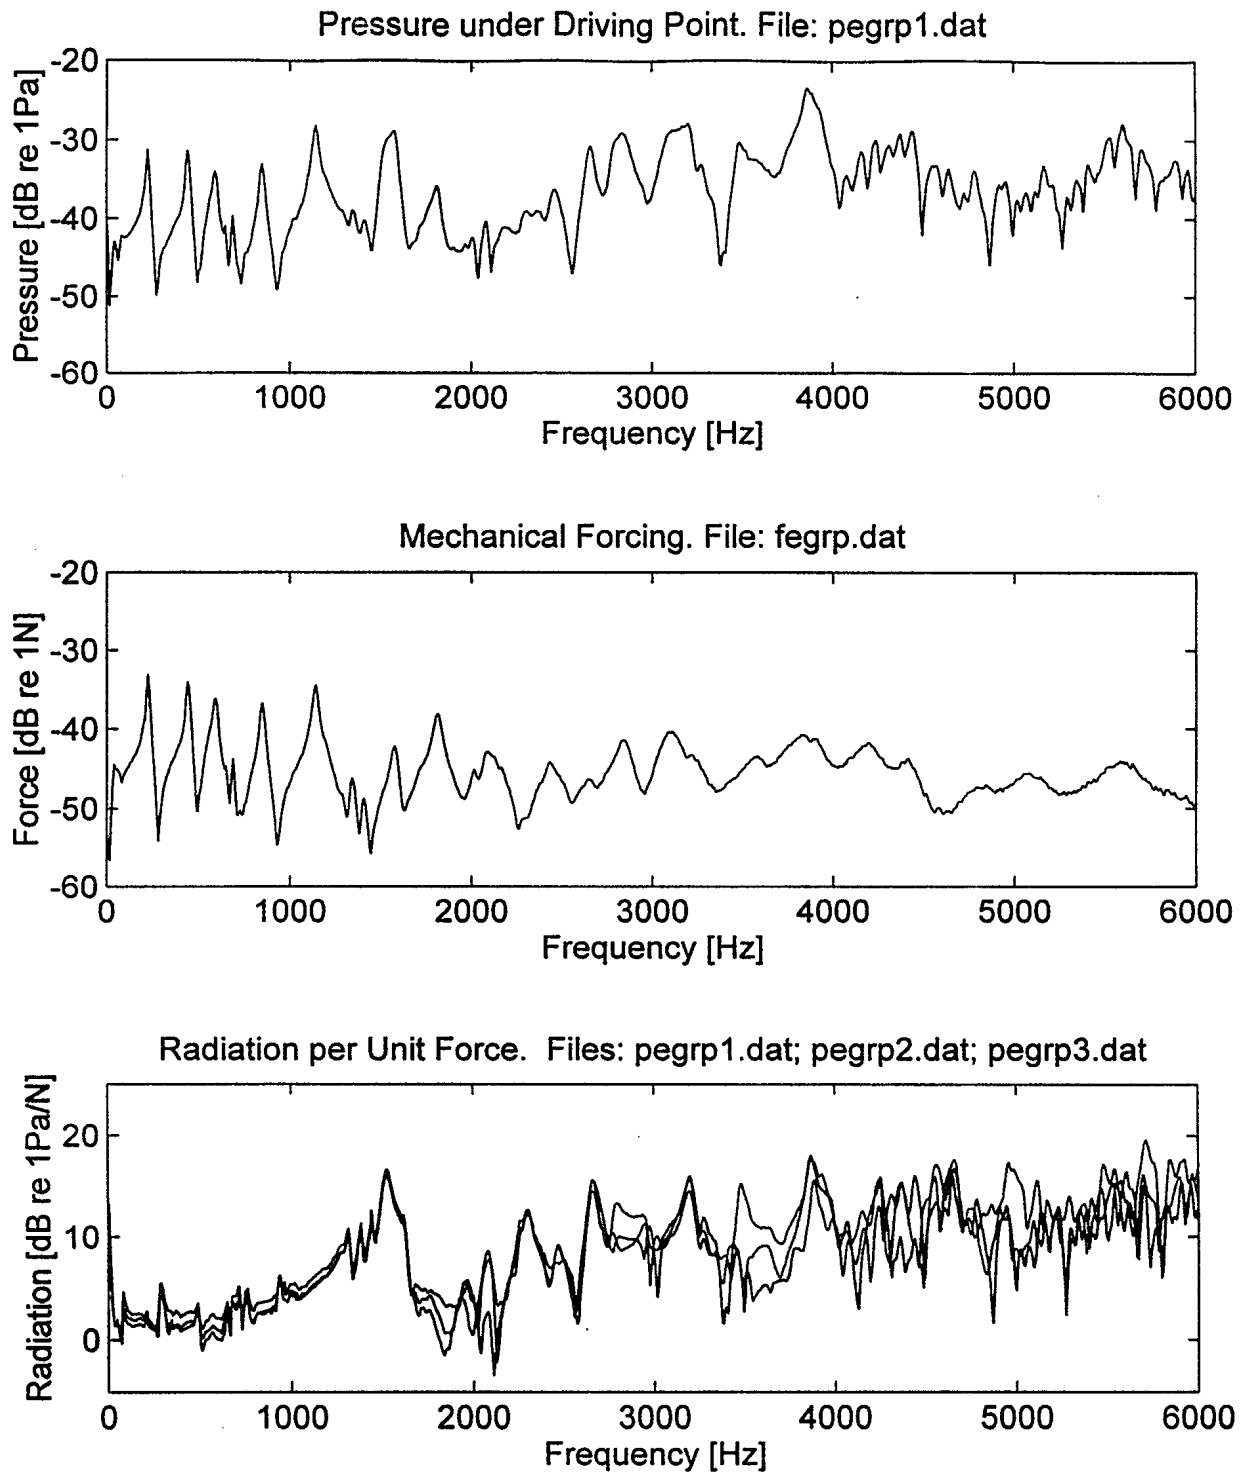 Pressure under Driving Point. File: pegrp1.dat
Pressure [dB re 1Pa]
-20
-30
-40
-50
-60
0 1000 2000 3000 4000 5000 6000
Frequency [Hz]
Mechanical Forcing. File: fegrp.dat
Force [dB re 1N]
-20
-30
-40
-50
-60
0 1000 2000 3000 4000 5000 6000
Frequency [Hz]
Radiation per Unit Force. Files: pegrp1.dat; pegrp2.dat; pegrp3.dat
Radiation [dB re 1Pa/N]
20
10
0
0 1000 2000 3000 4000 5000 6000
Frequency [Hz]